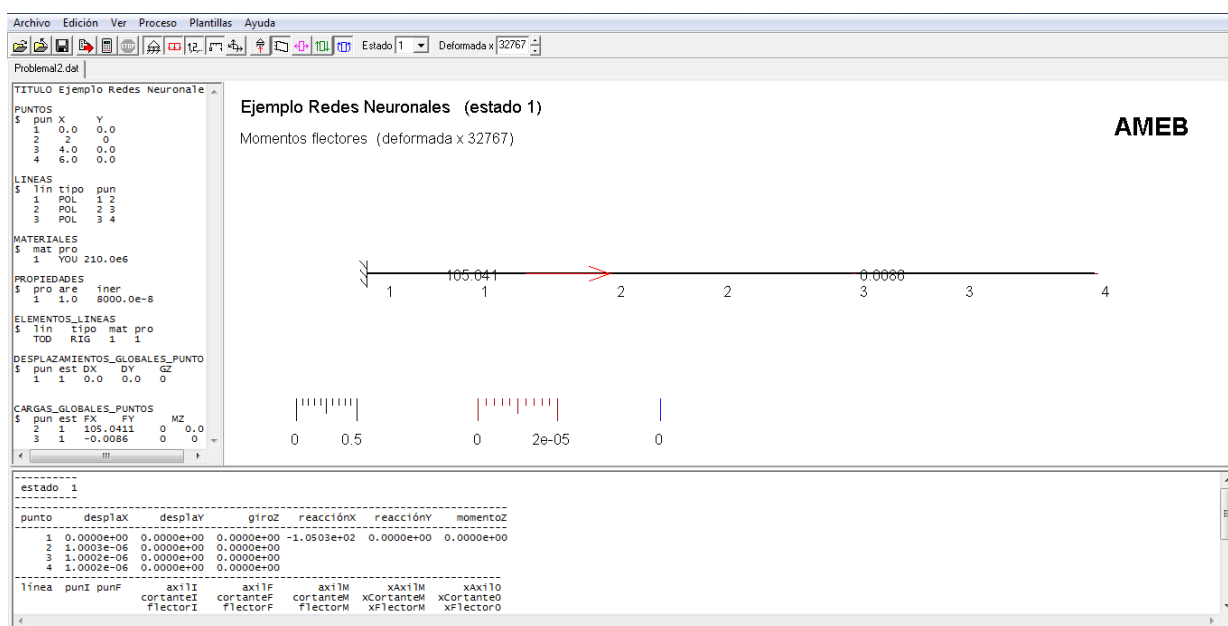 Archivo Edición Ver Proceso Plantillas Ayuda
Estado 1 Deformada x 32767
Problema12.dat
TITULO Ejemplo Redes Neuronale
PUNTOS
$ pun X Y
1 0.0 0.0
2 2 0
3 4.0 0.0
4 6.0 0.0
LINEAS
$ lin tipo pun
1 POL 1 2
2 POL 2 3
3 POL 3 4
MATERIALES
$ mat pro
1 YOU 210.0e6
PROPIEDADES
$ pro are iner
1 1.0 8000.0e-8
ELEMENTOS_LINEAS
$ lin tipo mat pro
TOD RIG 1 1
DESPLAZAMIENTOS_GLOBALES_PUNTO
$ pun est DX DY GZ
1 1 0.0 0.0 0
CARGAS_GLOBALES_PUNTOS
$ pun est FX FY MZ
2 1 105.0411 0 0.0
3 1 -0.0086 0 0
Ejemplo Redes Neuronales (estado 1)
Momentos flectores (deformada x 32767)
AMEB
105.041 0.0086
1 1 2 2 3 3 4
0 0.5 0 2e-05 0
estado 1
punto desplaX desplaY giroZ reacciónX reacciónY momentoZ
1 0.0000e+00 0.0000e+00 0.0000e+00 -1.0503e+02 0.0000e+00 0.0000e+00
2 1.0003e-06 0.0000e+00 0.0000e+00
3 1.0002e-06 0.0000e+00 0.0000e+00
4 1.0002e-06 0.0000e+00 0.0000e+00
línea punI punF axilI axilF axilM xAxilM xAxil0
cortanteI cortanteF cortanteM xCortanteM xCortante0
flectorI flectorF flectorM xFlectorM xFlector0